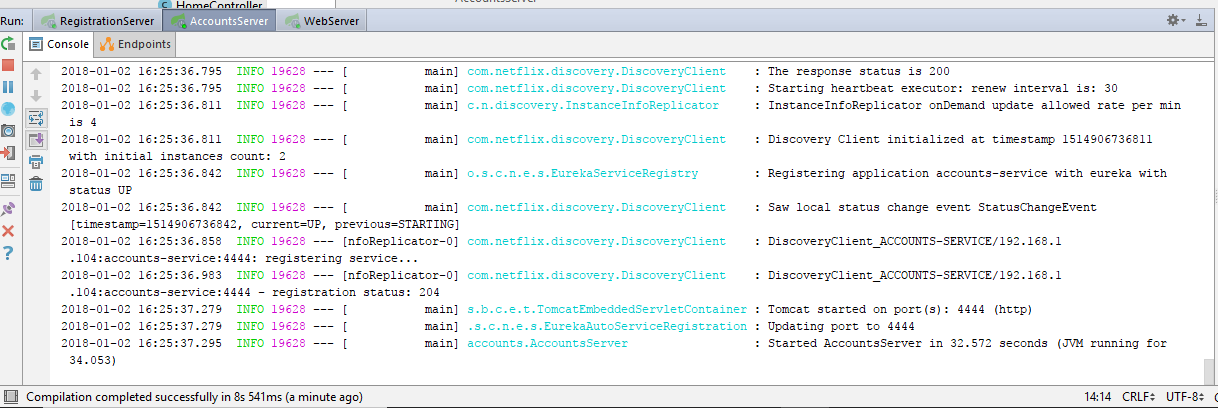 HomeController
AccountsServer
Run: RegistrationServer AccountsServer WebServer
Console Endpoints
2018-01-02 16:25:36.795 INFO 19628 --- [ main] com.netflix.discovery.DiscoveryClient : The response status is 200
2018-01-02 16:25:36.795 INFO 19628 --- [ main] com.netflix.discovery.DiscoveryClient : Starting heartbeat executor: renew interval is: 30
2018-01-02 16:25:36.811 INFO 19628 --- [ main] c.n.discovery.InstanceInfoReplicator : InstanceInfoReplicator onDemand update allowed rate per min
is 4
2018-01-02 16:25:36.811 INFO 19628 --- [ main] com.netflix.discovery.DiscoveryClient : Discovery Client initialized at timestamp 1514906736811
with initial instances count: 2
2018-01-02 16:25:36.842 INFO 19628 --- [ main] o.s.c.n.e.s.EurekaServiceRegistry : Registering application accounts-service with eureka with
status UP
2018-01-02 16:25:36.842 INFO 19628 --- [ main] com.netflix.discovery.DiscoveryClient : Saw local status change event StatusChangeEvent
[timestamp=1514906736842, current=UP, previous=STARTING]
2018-01-02 16:25:36.858 INFO 19628 --- [nfoReplicator-0] com.netflix.discovery.DiscoveryClient : DiscoveryClient_ACCOUNTS-SERVICE/192.168.1
.104:accounts-service:4444: registering service...
2018-01-02 16:25:36.983 INFO 19628 --- [nfoReplicator-0] com.netflix.discovery.DiscoveryClient : DiscoveryClient_ACCOUNTS-SERVICE/192.168.1
.104:accounts-service:4444 - registration status: 204
2018-01-02 16:25:37.279 INFO 19628 --- [ main] s.b.c.e.t.TomcatEmbeddedServletContainer : Tomcat started on port(s): 4444 (http)
2018-01-02 16:25:37.279 INFO 19628 --- [ main] .s.c.n.e.s.EurekaAutoServiceRegistration : Updating port to 4444
2018-01-02 16:25:37.295 INFO 19628 --- [ main] accounts.AccountsServer : Started AccountsServer in 32.572 seconds (JVM running for
34.053)
Compilation completed successfully in 8s 541ms (a minute ago) 14:14 CRLF UTF-8